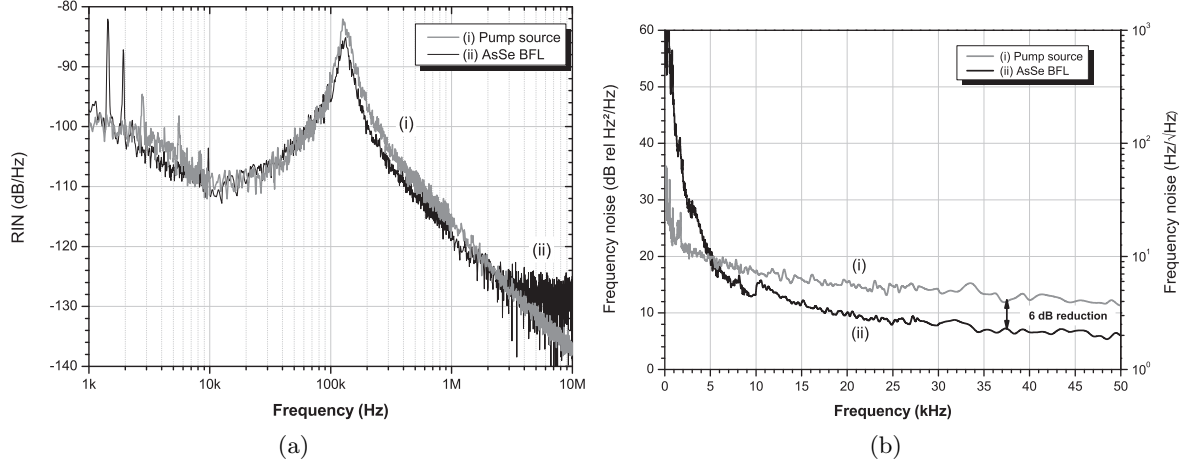 -80
-90
-100
-110
-120
-130
-140
RIN (dB/Hz)
(i) Pump source
(ii) AsSe BFL
(i)
(ii)
1k
10k
100k
1M
10M
Frequency (Hz)
(a)
60
50
40
30
20
10
0
Frequency noise (dB rel Hz²/Hz)
(i) Pump source
(ii) AsSe BFL
(i)
(ii)
6 dB reduction
10³
10²
10¹
10⁰
Frequency noise (Hz/√Hz)
0
5
10
15
20
25
30
35
40
45
50
Frequency (kHz)
(b)